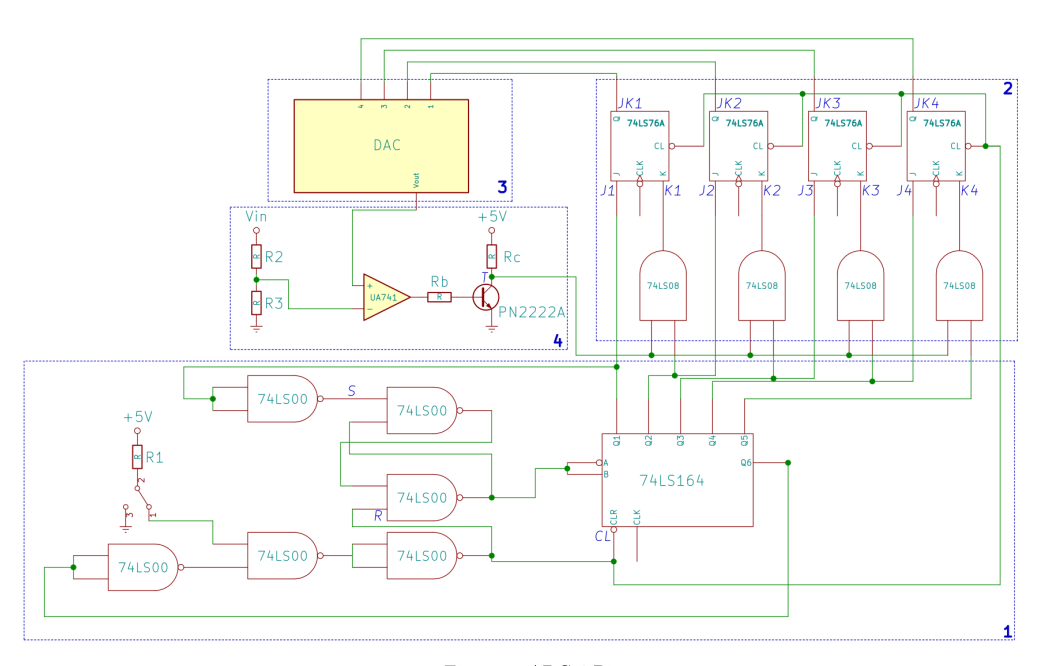 4 3 2 1
DAC
Vout
3
2
JK1 JK2 JK3 JK4
Q Q Q Q
74LS76A 74LS76A 74LS76A 74LS76A
CL CL CL CL
J CLK K J CLK K J CLK K J CLK K
J1 K1 J2 K2 J3 K3 J4 K4
74LS08 74LS08 74LS08 74LS08
Vin
R R2
R R3
+
-
UA741
Rb
R
+5V
R Rc
T
PN2222A
4
74LS00
S
74LS00
+5V
R R1
2
3 1
74LS00
R
74LS00
74LS00
74LS00
Q1 Q2 Q3 Q4 Q5
A
B
Q6
74LS164
CLR CLK
CL
1